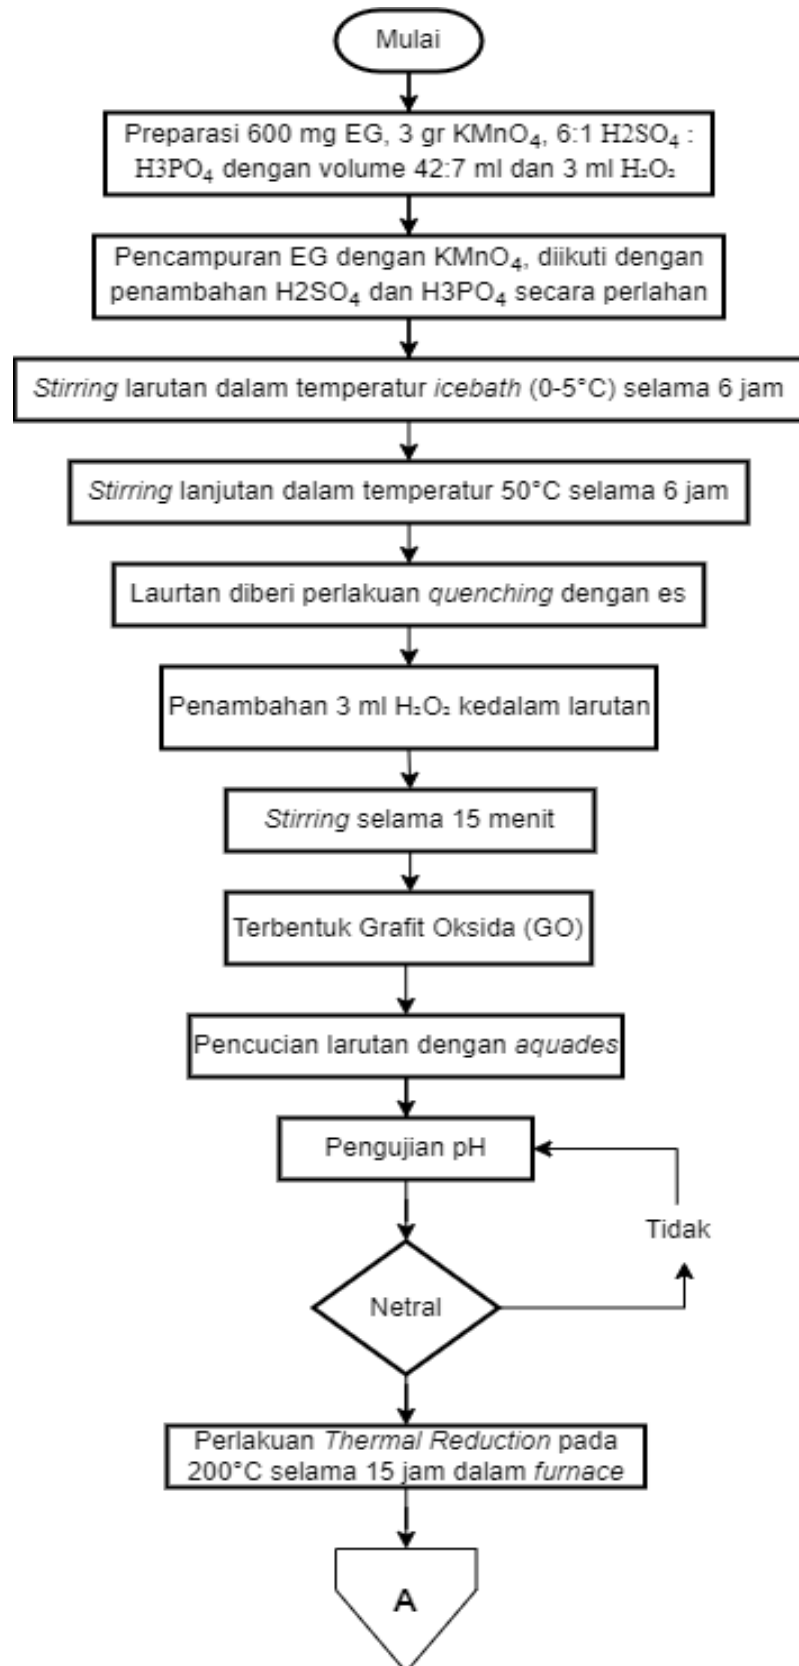 Mulai
Preparasi 600 mg EG, 3 gr KMnO₄, 6:1 H2SO₄ :
H3PO₄ dengan volume 42:7 ml dan 3 ml H₂O₂
Pencampuran EG dengan KMnO₄, diikuti dengan
penambahan H2SO₄ dan H3PO₄ secara perlahan
Stirring larutan dalam temperatur icebath (0-5°C) selama 6 jam
Stirring lanjutan dalam temperatur 50°C selama 6 jam
Laurtan diberi perlakuan quenching dengan es
Penambahan 3 ml H₂O₂ kedalam larutan
Stirring selama 15 menit
Terbentuk Grafit Oksida (GO)
Pencucian larutan dengan aquades
Pengujian pH
Tidak
Netral
Perlakuan Thermal Reduction pada
200°C selama 15 jam dalam furnace
A